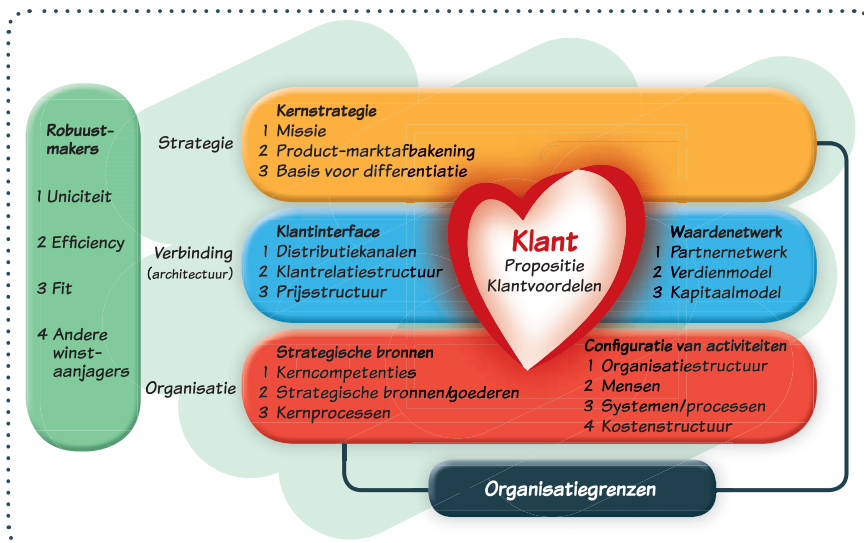 Robuust-
makers
1 Uniciteit
2 Efficiency
3 Fit
4 Andere
winst-
aanjagers
Strategie
Kernstrategie
1 Missie
2 Product-marktafbakening
3 Basis voor differentiatie
Verbinding
(architectuur)
Klantinterface
1 Distributiekanalen
2 Klantrelatiestructuur
3 Prijsstructuur
Klant
Propositie
Klantvoordelen
Waardenetwerk
1 Partnernetwerk
2 Verdienmodel
3 Kapitaalmodel
Organisatie
Strategische bronnen
1 Kerncompetenties
2 Strategische bronnen/goederen
3 Kernprocessen
Configuratie van activiteiten
1 Organisatiestructuur
2 Mensen
3 Systemen/processen
4 Kostenstructuur
Organisatiegrenzen